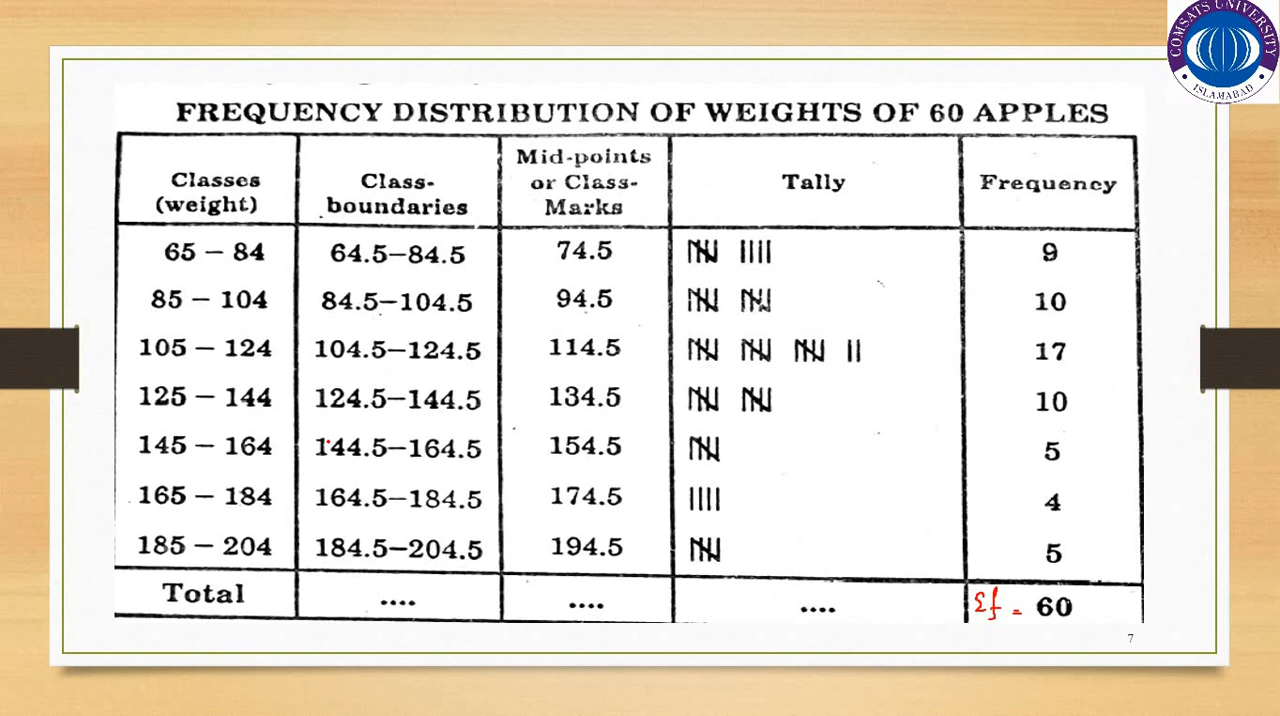 COMSATS UNIVERSITY
ISLAMABAD
FREQUENCY DISTRIBUTION OF WEIGHTS OF 60 APPLES
Classes (weight) Class-boundaries Mid-points or Class-Marks Tally Frequency
65 – 84 64.5–84.5 74.5 9
85 – 104 84.5–104.5 94.5 10
105 – 124 104.5–124.5 114.5 17
125 – 144 124.5–144.5 134.5 10
145 – 164 144.5–164.5 154.5 5
165 – 184 164.5–184.5 174.5 4
185 – 204 184.5–204.5 194.5 5
Total .... .... .... Σf = 60
7